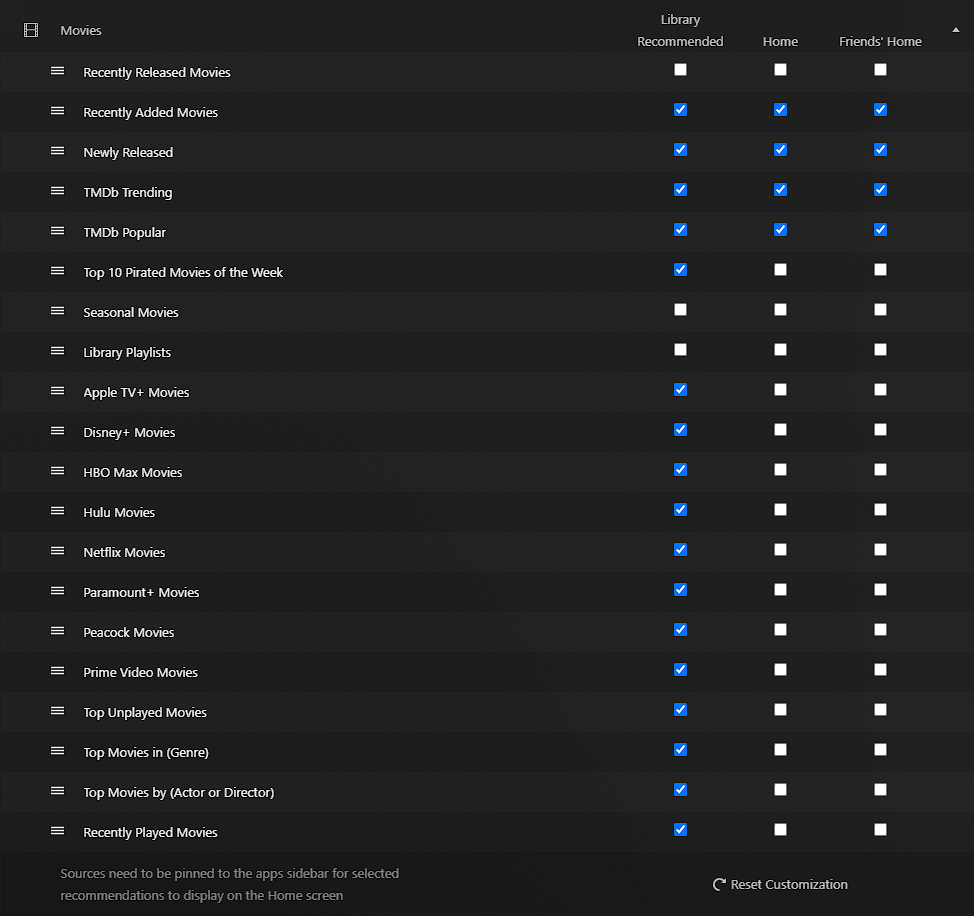 Movies
Library
Recommended
Home
Friends' Home
Recently Released Movies
Recently Added Movies
Newly Released
TMDb Trending
TMDb Popular
Top 10 Pirated Movies of the Week
Seasonal Movies
Library Playlists
Apple TV+ Movies
Disney+ Movies
HBO Max Movies
Hulu Movies
Netflix Movies
Paramount+ Movies
Peacock Movies
Prime Video Movies
Top Unplayed Movies
Top Movies in (Genre)
Top Movies by (Actor or Director)
Recently Played Movies
Sources need to be pinned to the apps sidebar for selected
recommendations to display on the Home screen
Reset Customization